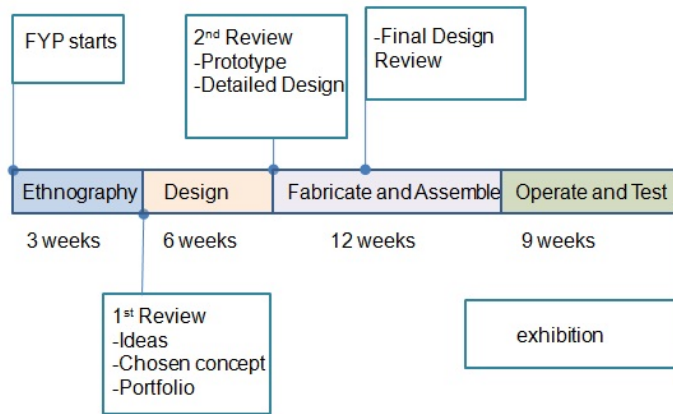 FYP starts
2nd Review
-Prototype
-Detailed Design
-Final Design
Review
Ethnography
Design
Fabricate and Assemble
Operate and Test
3 weeks
6 weeks
12 weeks
9 weeks
1st Review
-Ideas
-Chosen concept
-Portfolio
exhibition